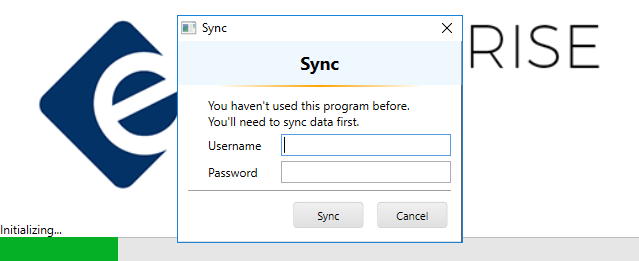 Sync
RISE
Sync
You haven't used this program before.
You'll need to sync data first.
Username
Password
Sync
Cancel
Initializing...